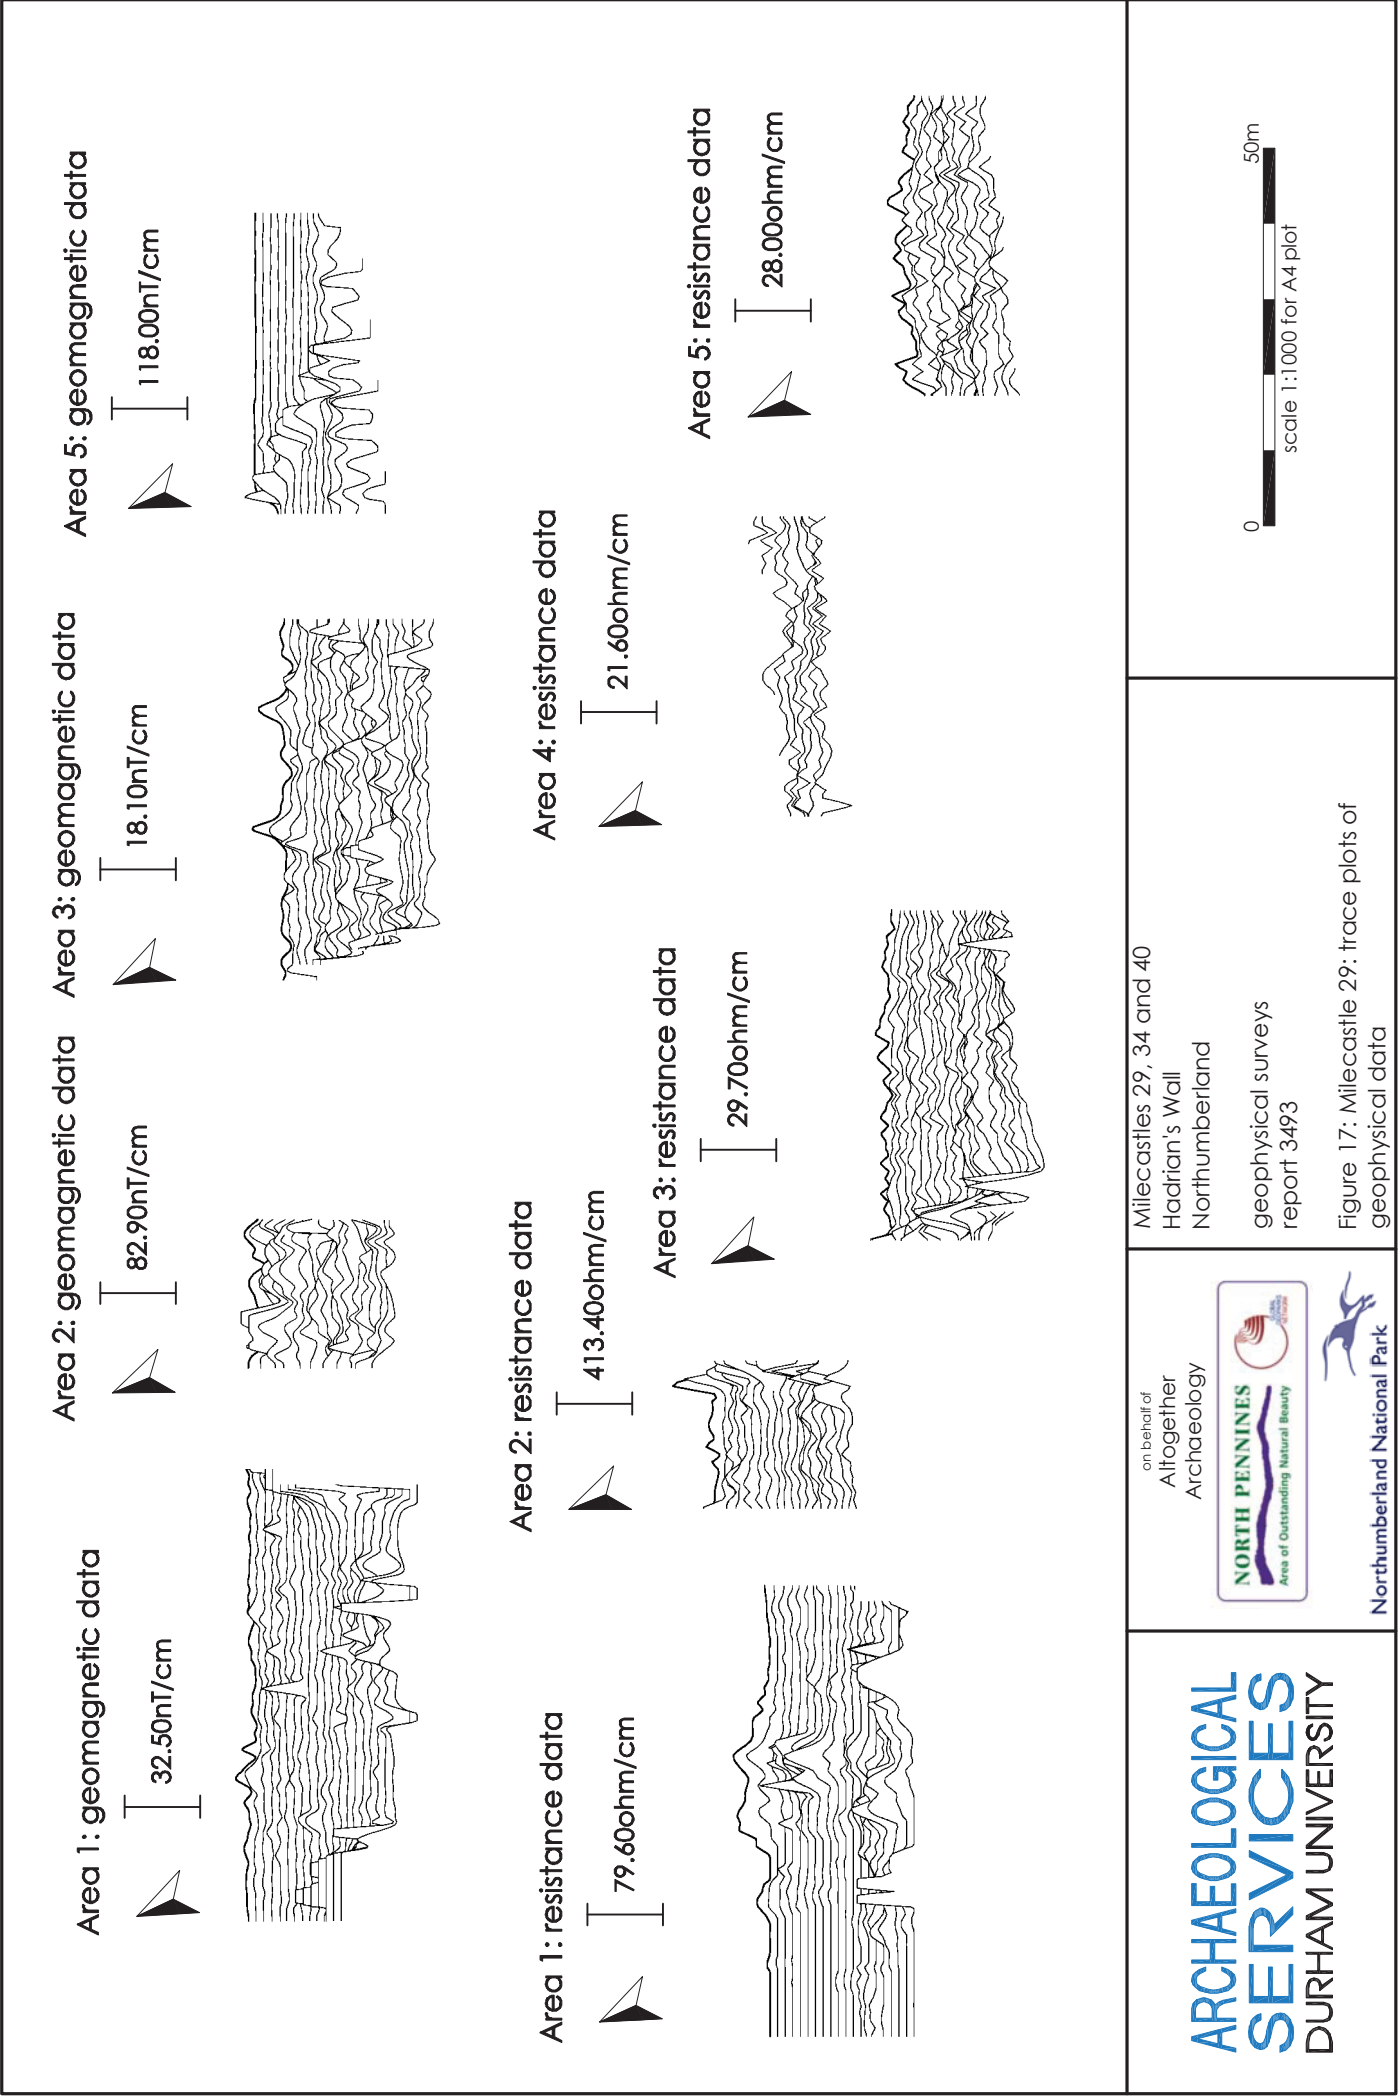 Area 1: geomagnetic data
32.50nT/cm
Area 2: geomagnetic data
82.90nT/cm
Area 3: geomagnetic data
18.10nT/cm
Area 5: geomagnetic data
118.00nT/cm
Area 1: resistance data
79.60ohm/cm
Area 2: resistance data
413.40ohm/cm
Area 3: resistance data
29.70ohm/cm
Area 4: resistance data
21.60ohm/cm
Area 5: resistance data
28.00ohm/cm
ARCHAEOLOGICAL
SERVICES
DURHAM UNIVERSITY
on behalf of
Altogether
Archaeology
NORTH PENNINES
Area of Outstanding Natural Beauty
Northumberland National Park
Milecastles 29, 34 and 40
Hadrian's Wall
Northumberland
geophysical surveys
report 3493
Figure 17: Milecastle 29: trace plots of
geophysical data
0
50m
scale 1:1000 for A4 plot